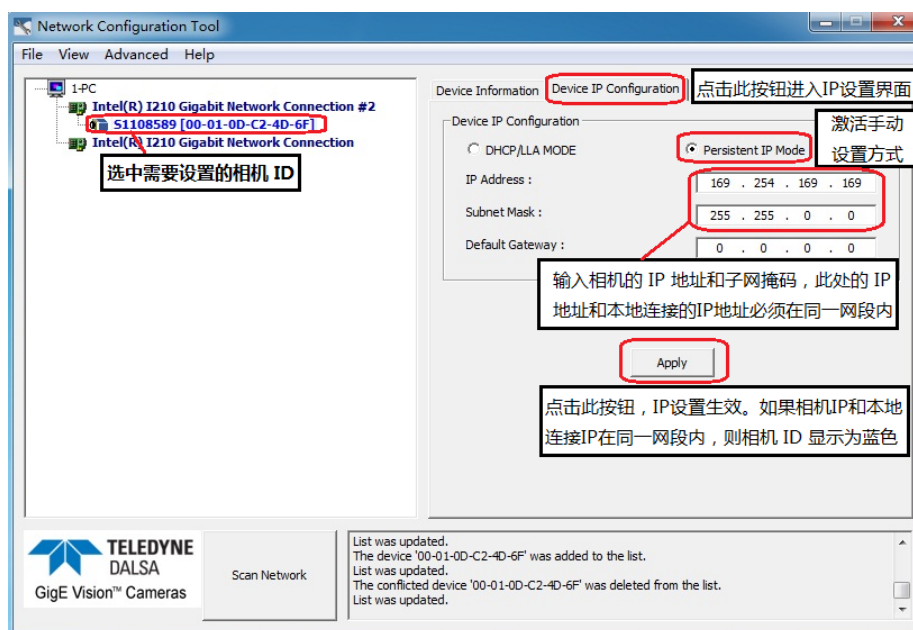 Network Configuration Tool
File View Advanced Help
1-PC
Intel(R) I210 Gigabit Network Connection #2
S1108589 [00-01-0D-C2-4D-6F]
Intel(R) I210 Gigabit Network Connection
选中需要设置的相机 ID
Device Information
Device IP Configuration
点击此按钮进入IP设置界面
Device IP Configuration
激活手动
设置方式
DHCP/LLA MODE
Persistent IP Mode
IP Address :
169 . 254 . 169 . 169
Subnet Mask :
255 . 255 . 0 . 0
Default Gateway :
0 . 0 . 0 . 0
输入相机的 IP 地址和子网掩码，此处的 IP
地址和本地连接的IP地址必须在同一网段内
Apply
点击此按钮，IP设置生效。如果相机IP和本地
连接IP在同一网段内，则相机 ID 显示为蓝色
TELEDYNE
DALSA
GigE Vision™ Cameras
Scan Network
List was updated.
The device '00-01-0D-C2-4D-6F' was added to the list.
List was updated.
The conflicted device '00-01-0D-C2-4D-6F' was deleted from the list.
List was updated.